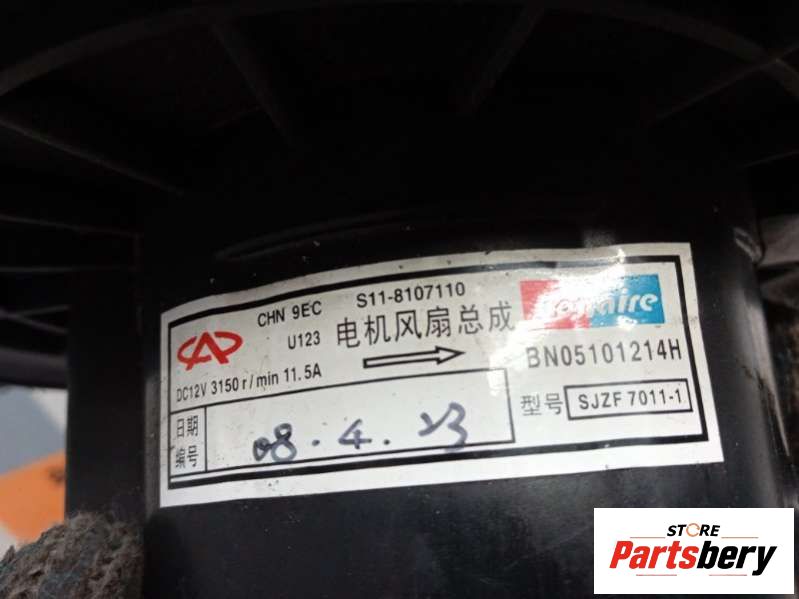 CHN 9EC S11-8107110
U123 电机风扇总成
DC12V 3150 r/min 11.5A
BN05101214H
日期编号 08.4.23
型号 SJZF 7011-1
STORE
Partsbery